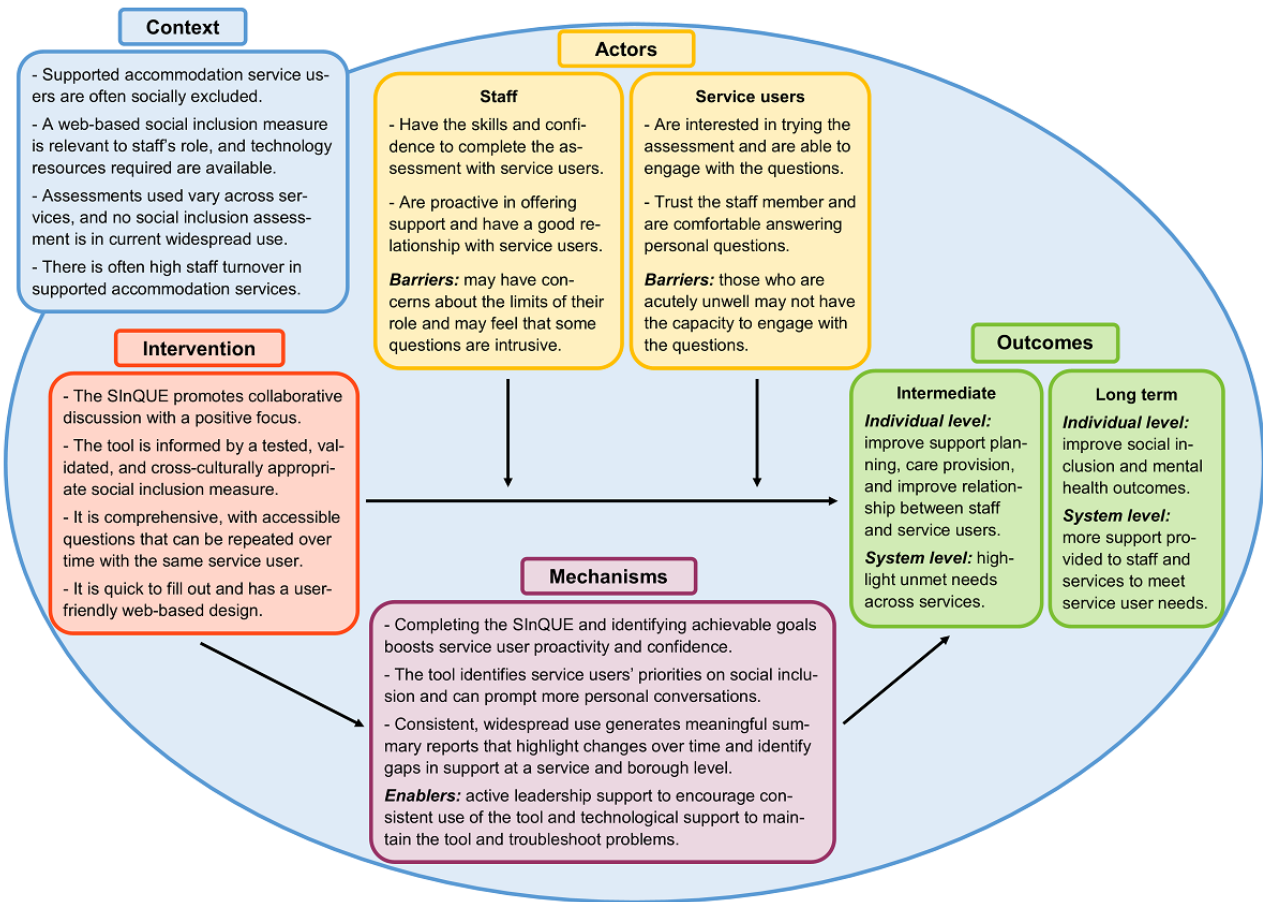 Context
- Supported accommodation service us-
ers are often socially excluded.
- A web-based social inclusion measure
is relevant to staff's role, and technology
resources required are available.
- Assessments used vary across ser-
vices, and no social inclusion assess-
ment is in current widespread use.
- There is often high staff turnover in
supported accommodation services.
Actors
Staff
- Have the skills and confi-
dence to complete the as-
sessment with service users.
- Are proactive in offering
support and have a good re-
lationship with service users.
Barriers: may have con-
cerns about the limits of their
role and may feel that some
questions are intrusive.
Service users
- Are interested in trying the
assessment and are able to
engage with the questions.
- Trust the staff member and
are comfortable answering
personal questions.
Barriers: those who are
acutely unwell may not have
the capacity to engage with
the questions.
Intervention
- The SInQUE promotes collaborative
discussion with a positive focus.
- The tool is informed by a tested, val-
idated, and cross-culturally appropri-
ate social inclusion measure.
- It is comprehensive, with accessible
questions that can be repeated over
time with the same service user.
- It is quick to fill out and has a user-
friendly web-based design.
Mechanisms
- Completing the SInQUE and identifying achievable goals
boosts service user proactivity and confidence.
- The tool identifies service users' priorities on social inclu-
sion and can prompt more personal conversations.
- Consistent, widespread use generates meaningful sum-
mary reports that highlight changes over time and identify
gaps in support at a service and borough level.
Enablers: active leadership support to encourage con-
sistent use of the tool and technological support to main-
tain the tool and troubleshoot problems.
Outcomes
Intermediate
Individual level:
improve support plan-
ning, care provision,
and improve relation-
ship between staff
and service users.
System level: high-
light unmet needs
across services.
Long term
Individual level:
improve social in-
clusion and mental
health outcomes.
System level:
more support pro-
vided to staff and
services to meet
service user needs.